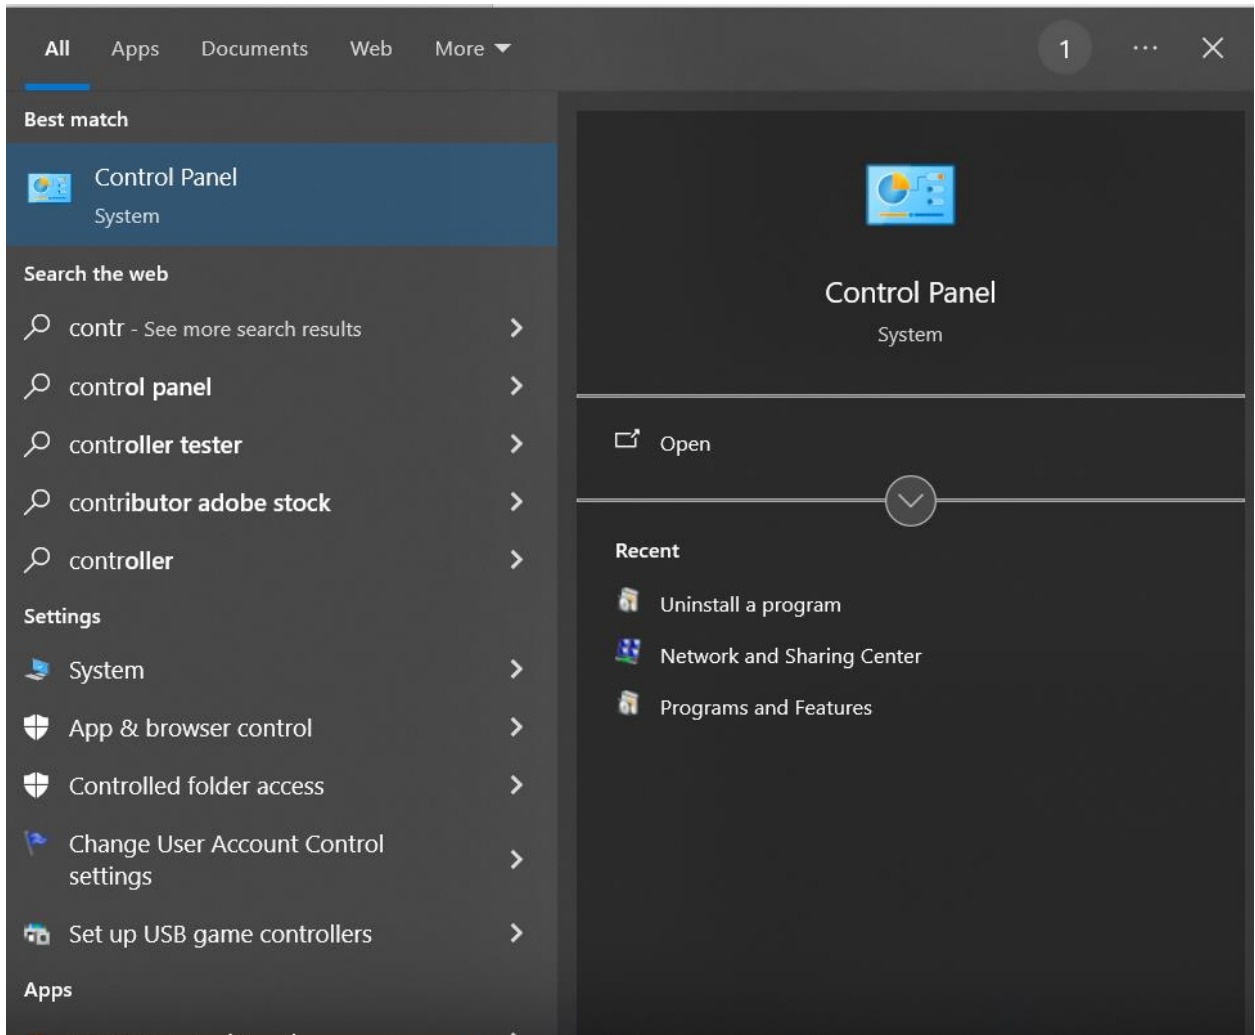 All Apps Documents Web More 1 ...
Best match
Control Panel
System
Search the web
contr - See more search results
control panel
controller tester
contributor adobe stock
controller
Settings
System
App & browser control
Controlled folder access
Change User Account Control
settings
Set up USB game controllers
Apps
Control Panel
System
Open
Recent
Uninstall a program
Network and Sharing Center
Programs and Features